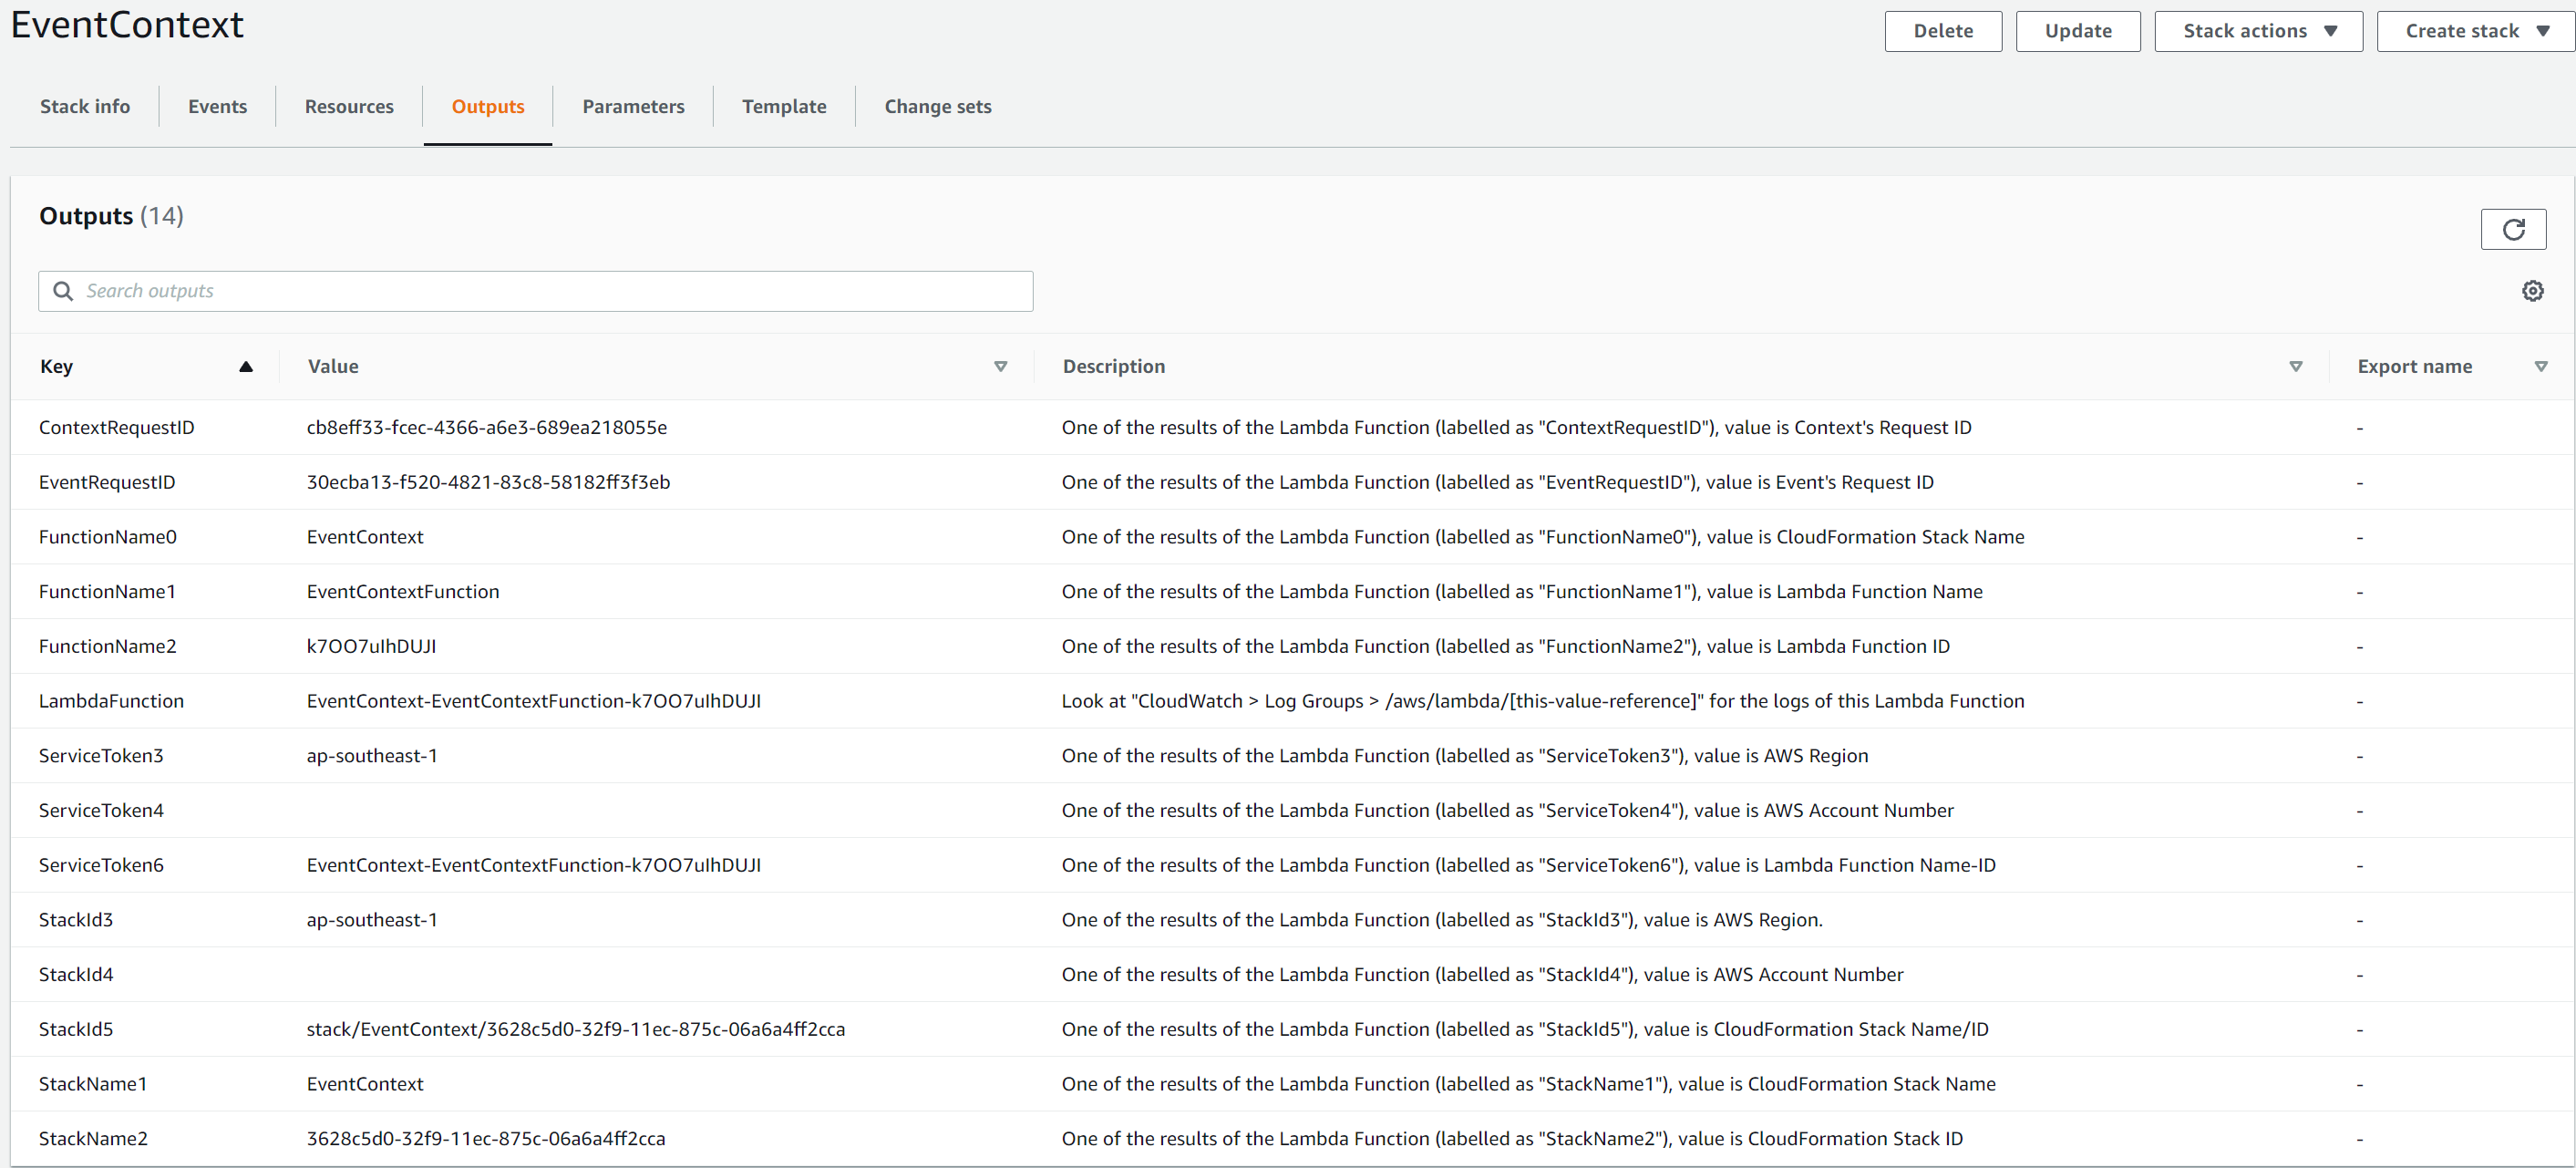 EventContext
Delete Update Stack actions Create stack
Stack info Events Resources Outputs Parameters Template Change sets
Outputs (14)
Search outputs
Key Value Description Export name
ContextRequestID cb8eff33-fcec-4366-a6e3-689ea218055e One of the results of the Lambda Function (labelled as "ContextRequestID"), value is Context's Request ID -
EventRequestID 30ecba13-f520-4821-83c8-58182ff3f3eb One of the results of the Lambda Function (labelled as "EventRequestID"), value is Event's Request ID -
FunctionName0 EventContext One of the results of the Lambda Function (labelled as "FunctionName0"), value is CloudFormation Stack Name -
FunctionName1 EventContextFunction One of the results of the Lambda Function (labelled as "FunctionName1"), value is Lambda Function Name -
FunctionName2 k7OO7uIhDUJI One of the results of the Lambda Function (labelled as "FunctionName2"), value is Lambda Function ID -
LambdaFunction EventContext-EventContextFunction-k7OO7uIhDUJI Look at "CloudWatch > Log Groups > /aws/lambda/[this-value-reference]" for the logs of this Lambda Function -
ServiceToken3 ap-southeast-1 One of the results of the Lambda Function (labelled as "ServiceToken3"), value is AWS Region -
ServiceToken4 One of the results of the Lambda Function (labelled as "ServiceToken4"), value is AWS Account Number -
ServiceToken6 EventContext-EventContextFunction-k7OO7uIhDUJI One of the results of the Lambda Function (labelled as "ServiceToken6"), value is Lambda Function Name-ID -
StackId3 ap-southeast-1 One of the results of the Lambda Function (labelled as "StackId3"), value is AWS Region. -
StackId4 One of the results of the Lambda Function (labelled as "StackId4"), value is AWS Account Number -
StackId5 stack/EventContext/3628c5d0-32f9-11ec-875c-06a6a4ff2cca One of the results of the Lambda Function (labelled as "StackId5"), value is CloudFormation Stack Name/ID -
StackName1 EventContext One of the results of the Lambda Function (labelled as "StackName1"), value is CloudFormation Stack Name -
StackName2 3628c5d0-32f9-11ec-875c-06a6a4ff2cca One of the results of the Lambda Function (labelled as "StackName2"), value is CloudFormation Stack ID -